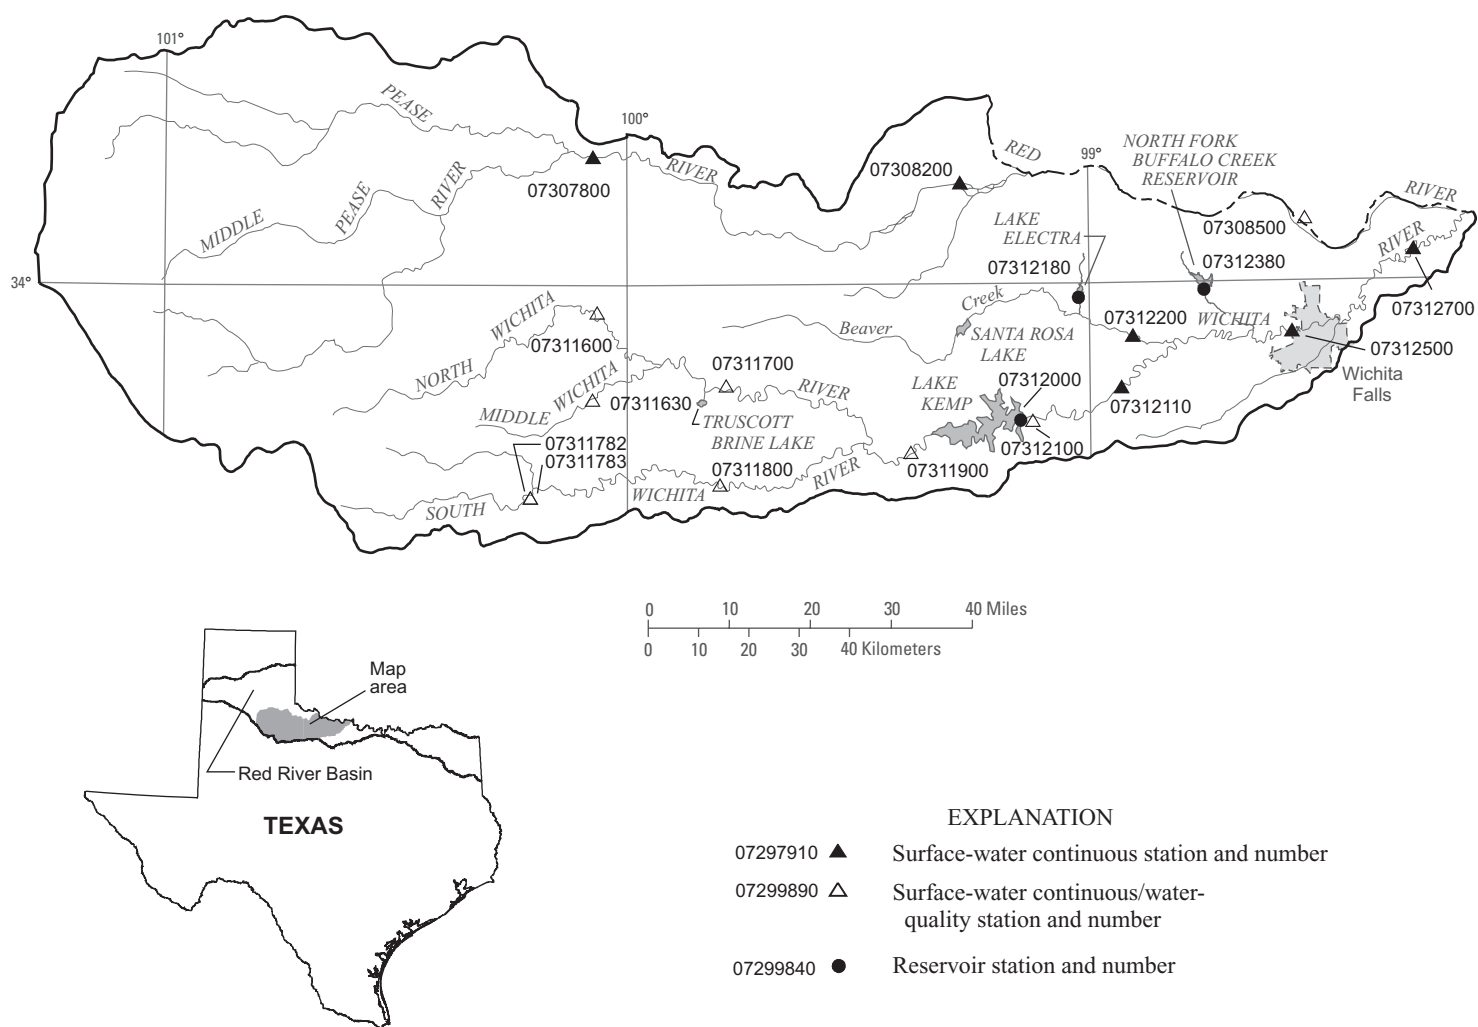 101°
PEASE
100°
NORTH FORK
BUFFALO CREEK
RESERVOIR
RED
99°
RIVER
07308200
RIVER
07307800
RIVER
PEASE
MIDDLE
LAKE
ELECTRA
07308500
RIVER
07312180
07312380
34°
Creek
WICHITA
Beaver
07312200
WICHITA
07312700
07311600
SANTA ROSA
LAKE
07312500
NORTH
WICHITA
07311700
RIVER
LAKE
KEMP
07312000
Wichita
Falls
07311630
07312110
MIDDLE
TRUSCOTT
BRINE LAKE
07311782
07311783
07312100
07311800
RIVER
07311900
SOUTH
WICHITA
0 10 20 30 40 Miles
0 10 20 30 40 Kilometers
Map
area
Red River Basin
TEXAS
EXPLANATION
07297910 Surface-water continuous station and number
07299890 Surface-water continuous/water-
quality station and number
07299840 Reservoir station and number